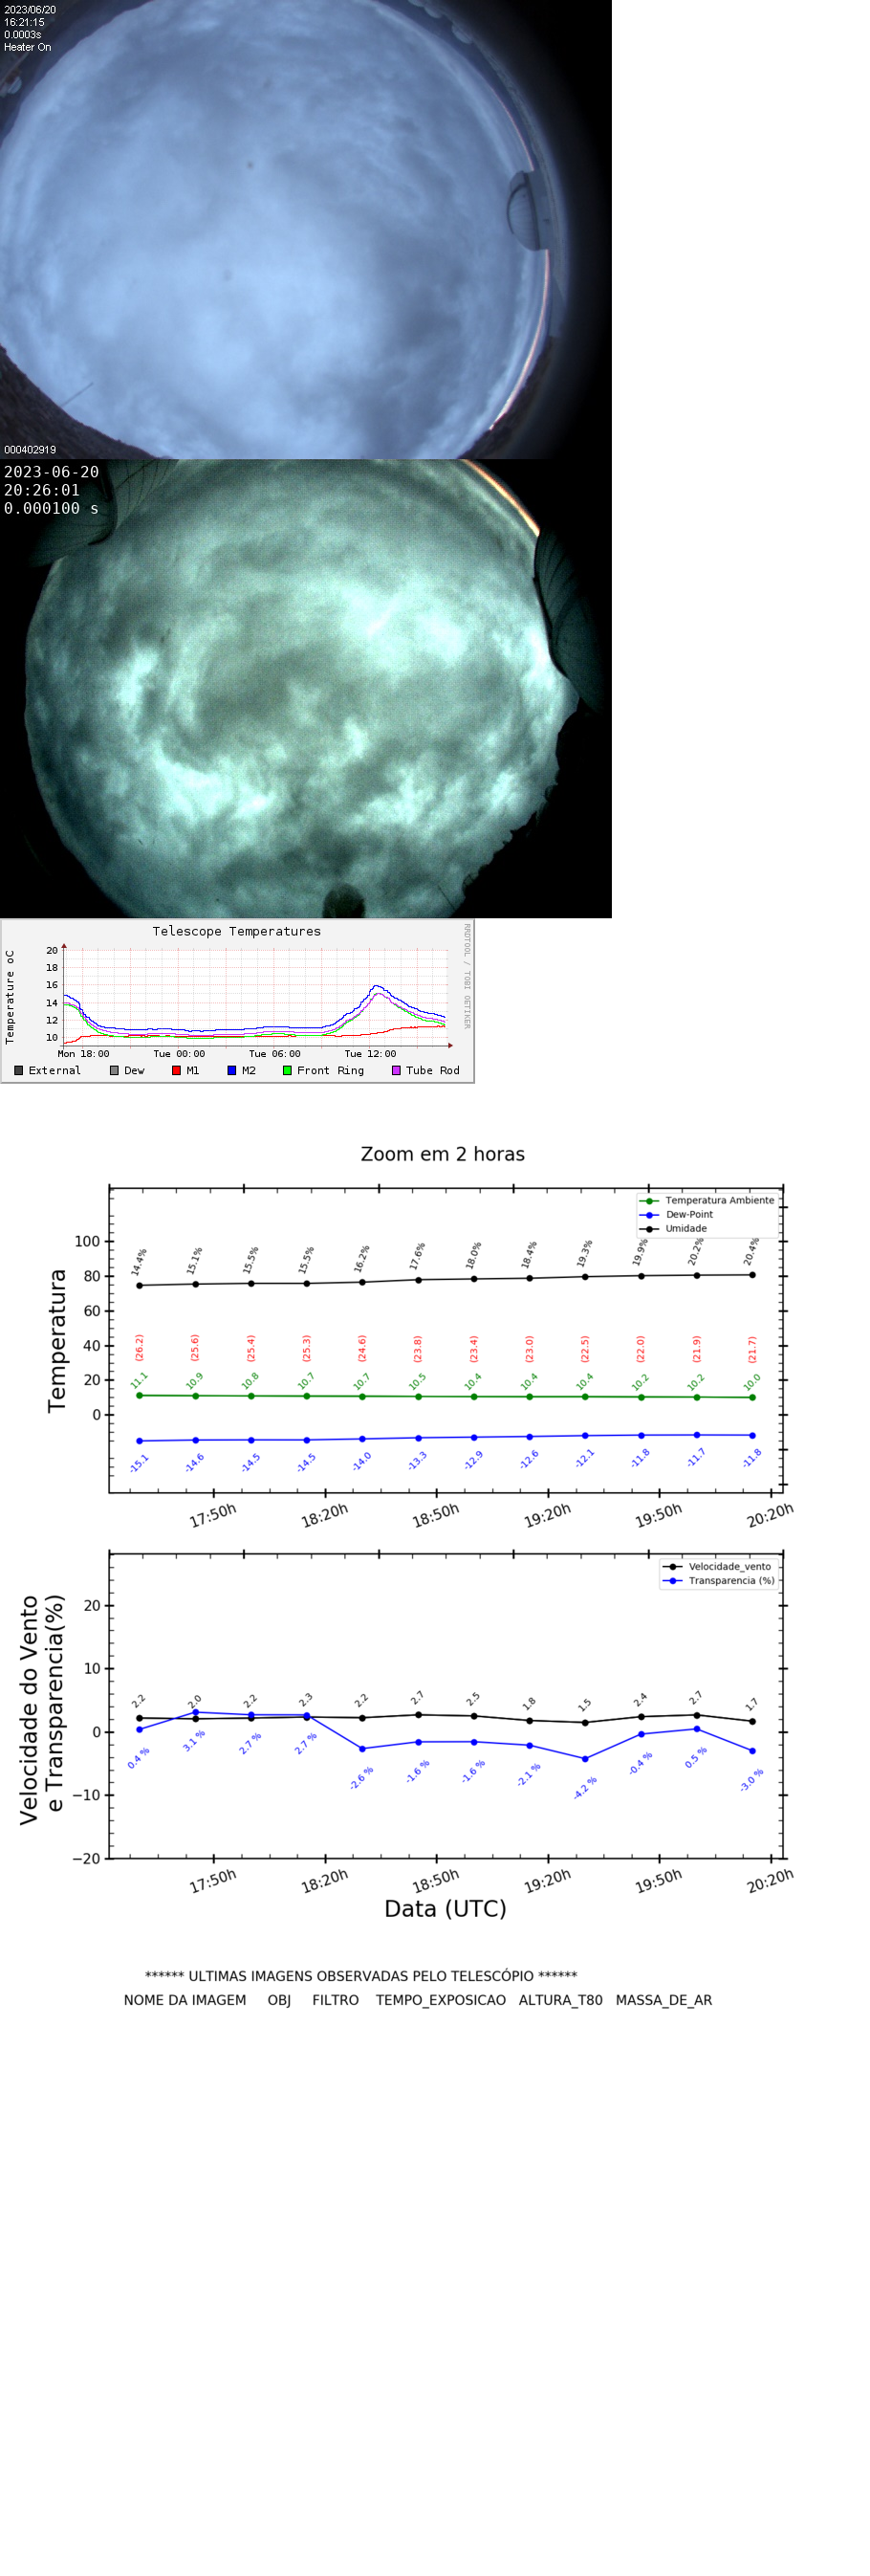 2023/06/20
16:21:15
0.0003s
Heater On
000402919
2023-06-20
20:26:01
0.000100 s
Telescope Temperatures
RRDTOOL / TOBI OETIKER
Temperature oC
20
18
16
14
12
10
Mon 18:00 Tue 00:00 Tue 06:00 Tue 12:00
External Dew M1 M2 Front Ring Tube Rod
Zoom em 2 horas
Temperatura Ambiente
Dew-Point
Umidade
Temperatura
100
80
60
40
20
0
14.4% 15.1% 15.5% 15.5% 16.2% 17.6% 18.0% 18.4% 19.3% 19.9% 20.2% 20.4%
(26.2) (25.6) (25.4) (25.3) (24.6) (23.8) (23.4) (23.0) (22.5) (22.0) (21.9) (21.7)
11.1 10.9 10.8 10.7 10.7 10.5 10.4 10.4 10.4 10.2 10.2 10.0
-15.1 -14.6 -14.5 -14.5 -14.0 -13.3 -12.9 -12.6 -12.1 -11.8 -11.7 -11.8
17:50h 18:20h 18:50h 19:20h 19:50h 20:20h
Velocidade_vento
Transparencia (%)
Velocidade do Vento
e Transparencia(%)
20
10
0
−10
−20
2.2 2.0 2.2 2.3 2.2 2.7 2.5 1.8 1.5 2.4 2.7 1.7
0.4 % 3.1 % 2.7 % 2.7 % -2.6 % -1.6 % -1.6 % -2.1 % -4.2 % -0.4 % 0.5 % -3.0 %
17:50h 18:20h 18:50h 19:20h 19:50h 20:20h
Data (UTC)
****** ULTIMAS IMAGENS OBSERVADAS PELO TELESCÓPIO ******
NOME DA IMAGEM OBJ FILTRO TEMPO_EXPOSICAO ALTURA_T80 MASSA_DE_AR